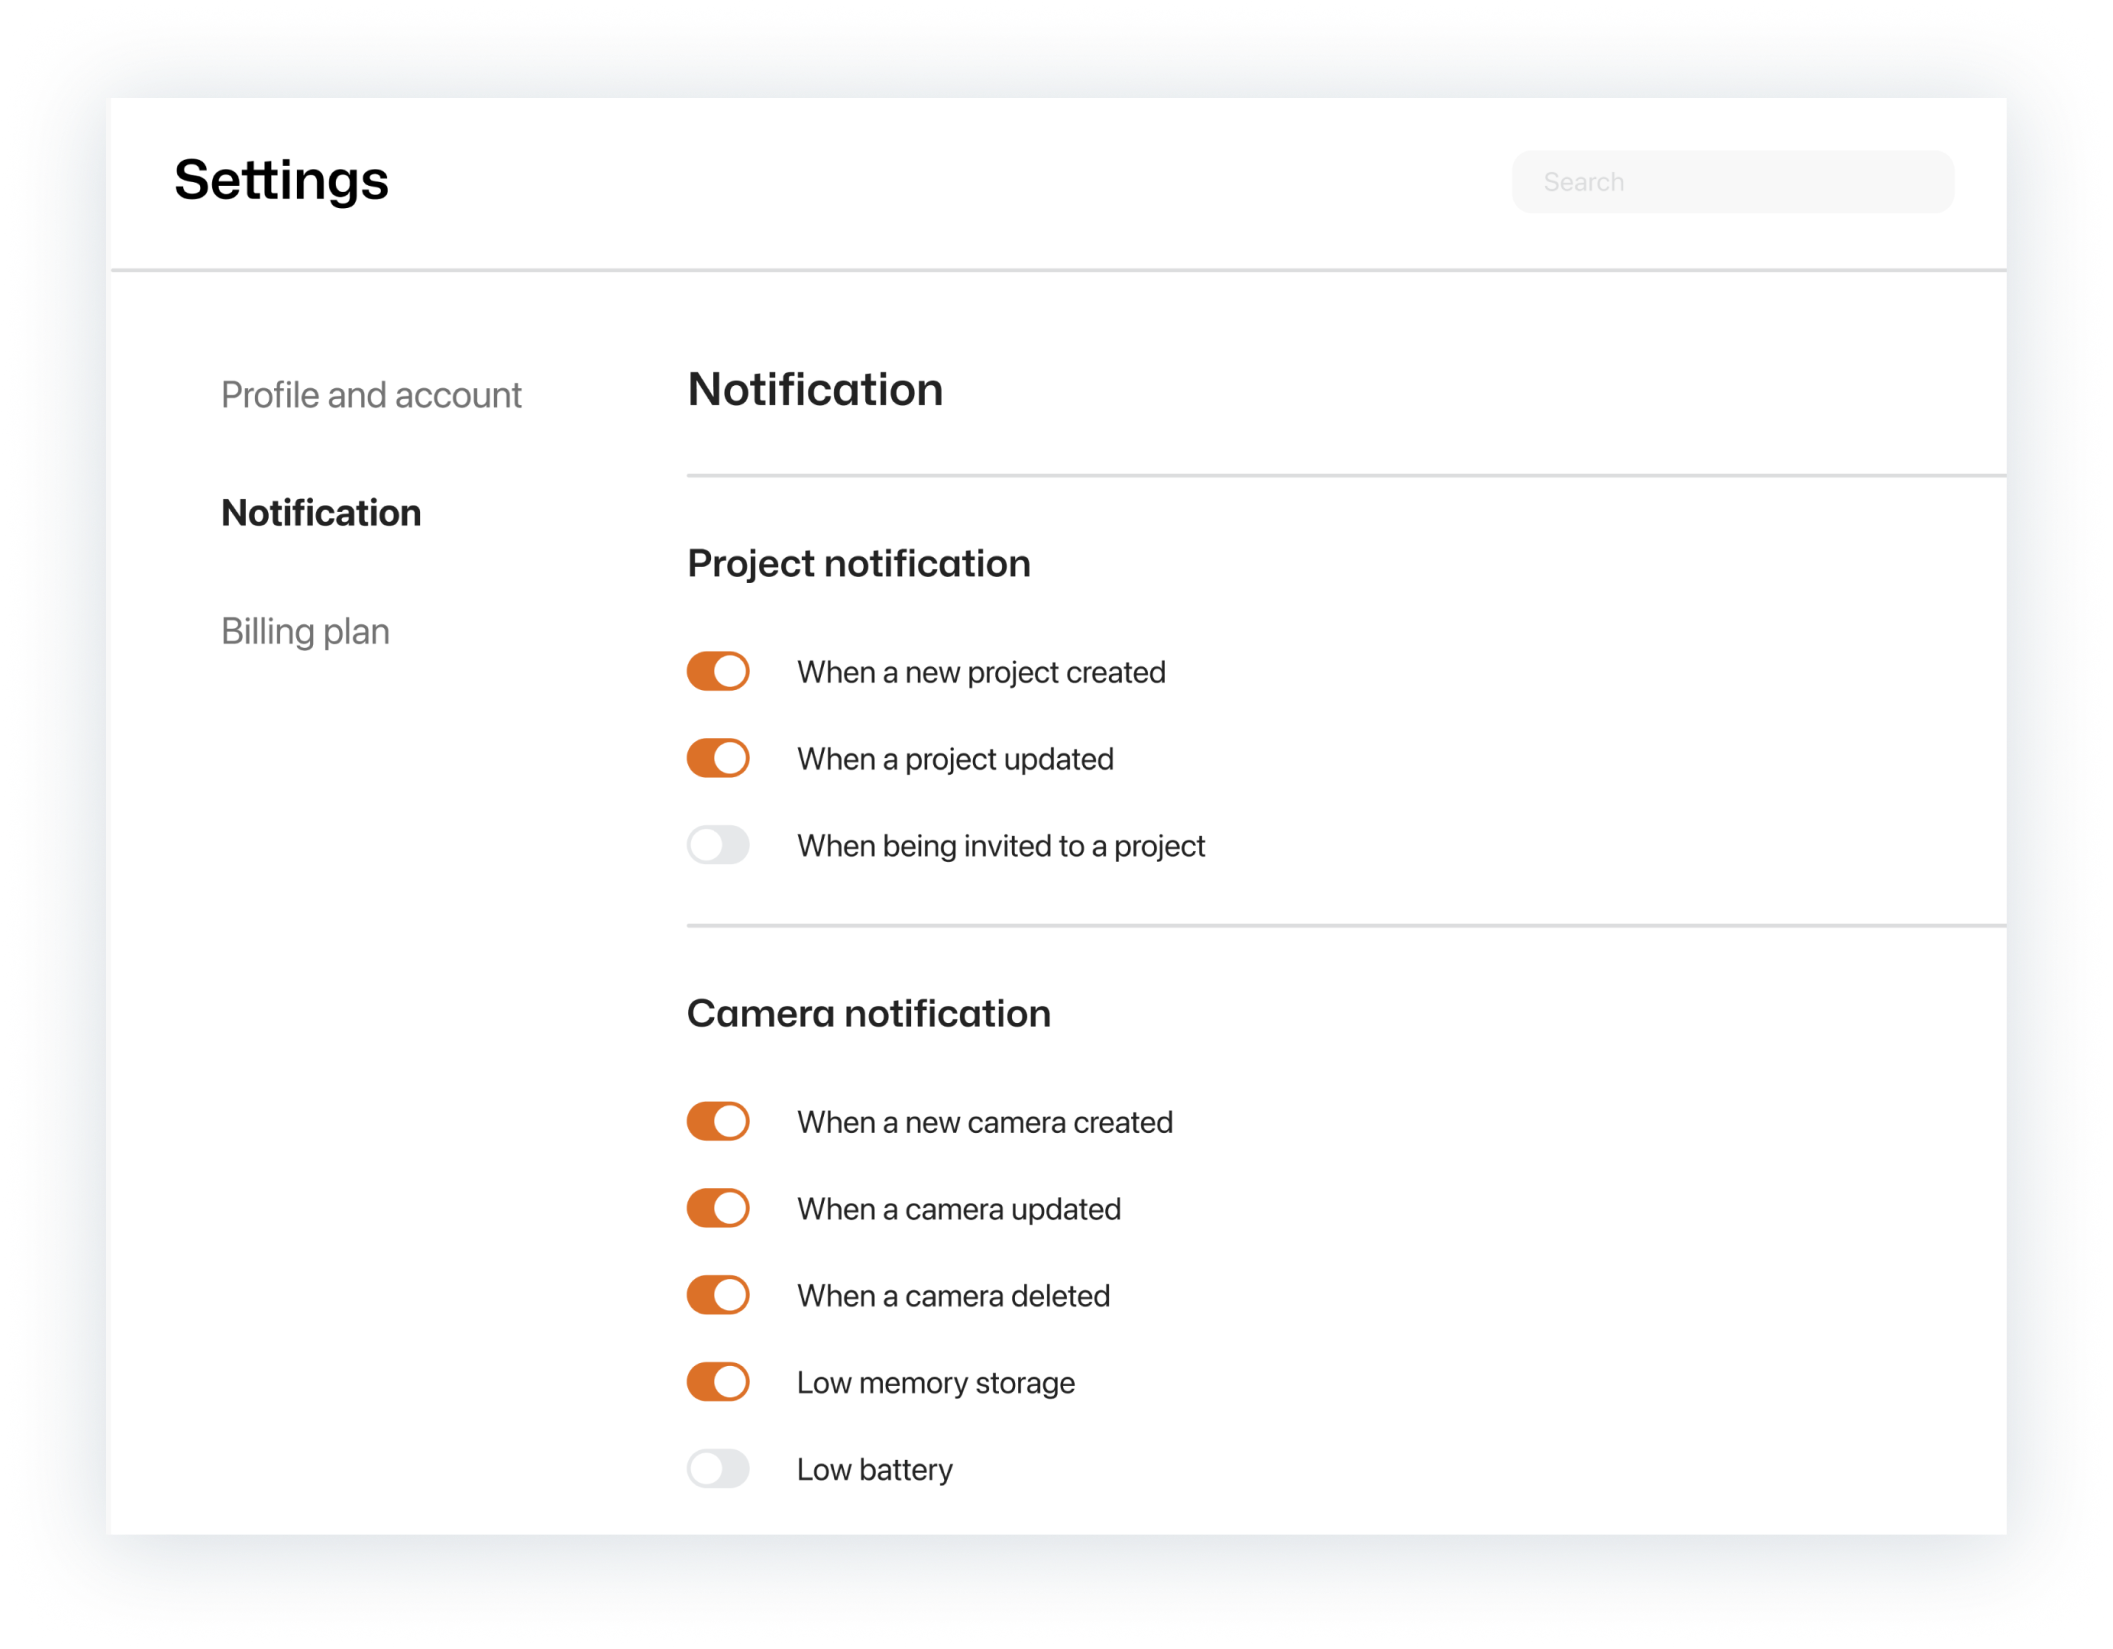 Settings
Search
Profile and account
Notification
Billing plan
Notification
Project notification
When a new project created
When a project updated
When being invited to a project
Camera notification
When a new camera created
When a camera updated
When a camera deleted
Low memory storage
Low battery